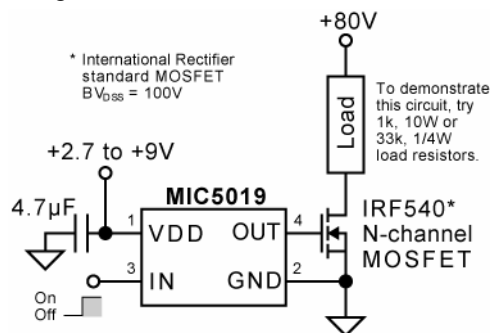 +80V
* International Rectifier
standard MOSFET
BVDSS = 100V
Load
To demonstrate
this circuit, try
1k, 10W or
33k, 1/4W
load resistors.
+2.7 to +9V
4.7µF
MIC5019
1
VDD
OUT
4
3
IN
GND
2
IRF540*
N-channel
MOSFET
On
Off